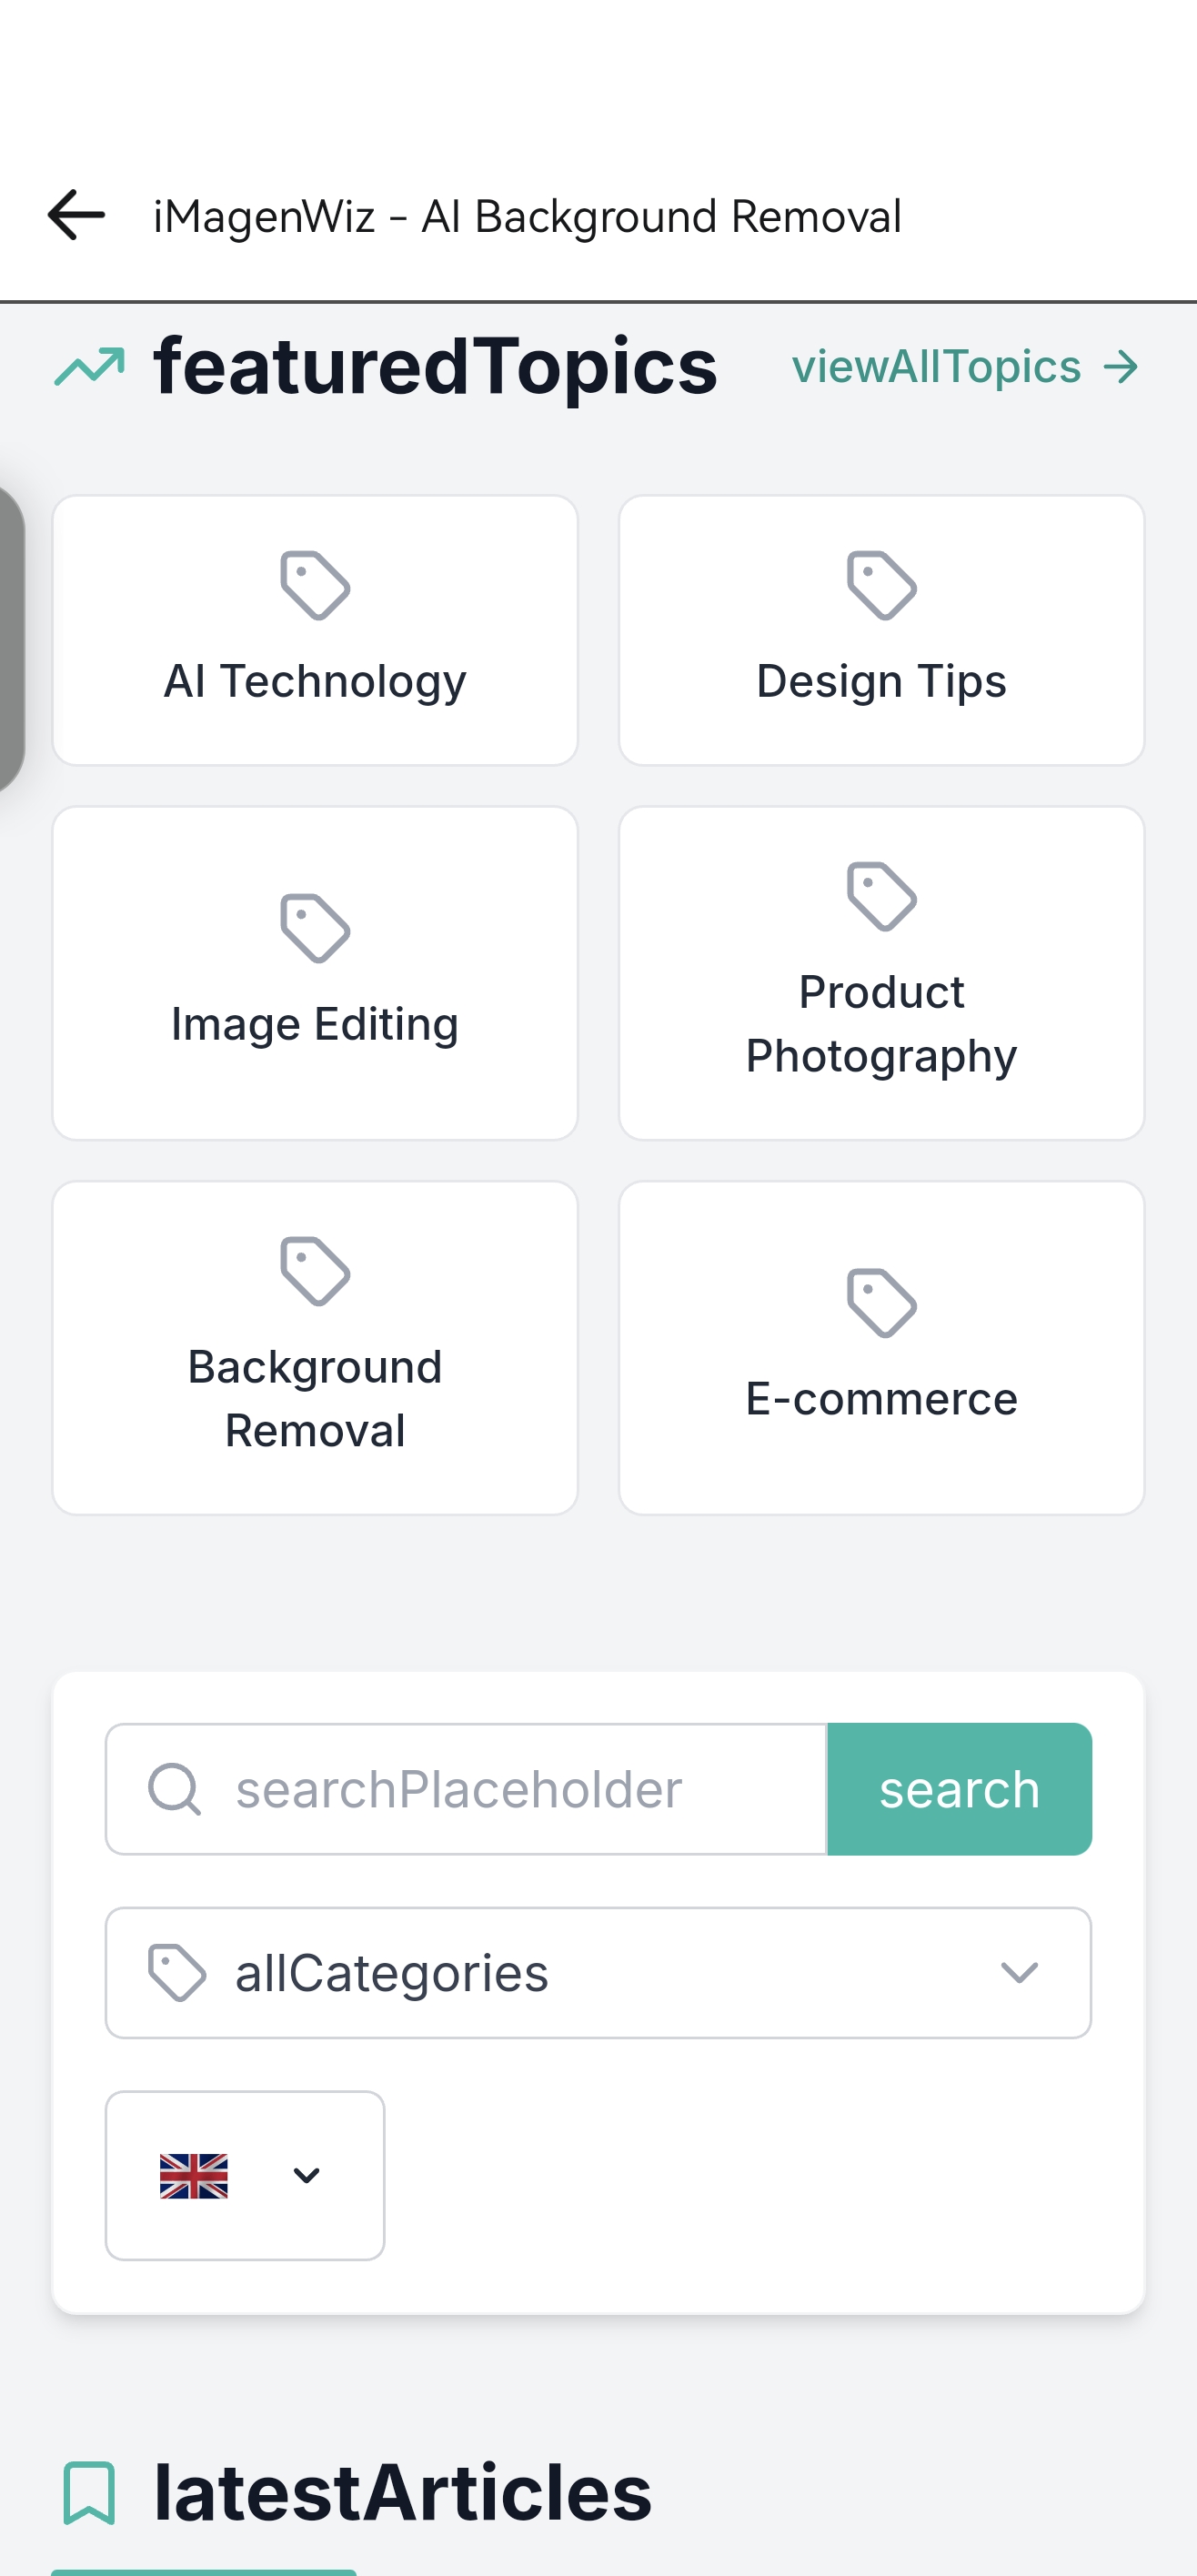 iMagenWiz - AI Background Removal
featuredTopics
viewAllTopics
AI Technology
Design Tips
Image Editing
Product
Photography
Background
Removal
E-commerce
searchPlaceholder
search
allCategories
latestArticles